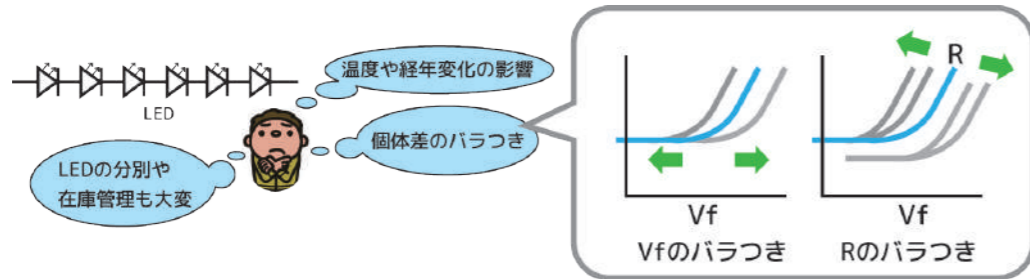 LED
温度や経年変化の影響
個体差のバラつき
LEDの分別や
在庫管理も大変
Vf
Vfのバラつき
R
Vf
Rのバラつき